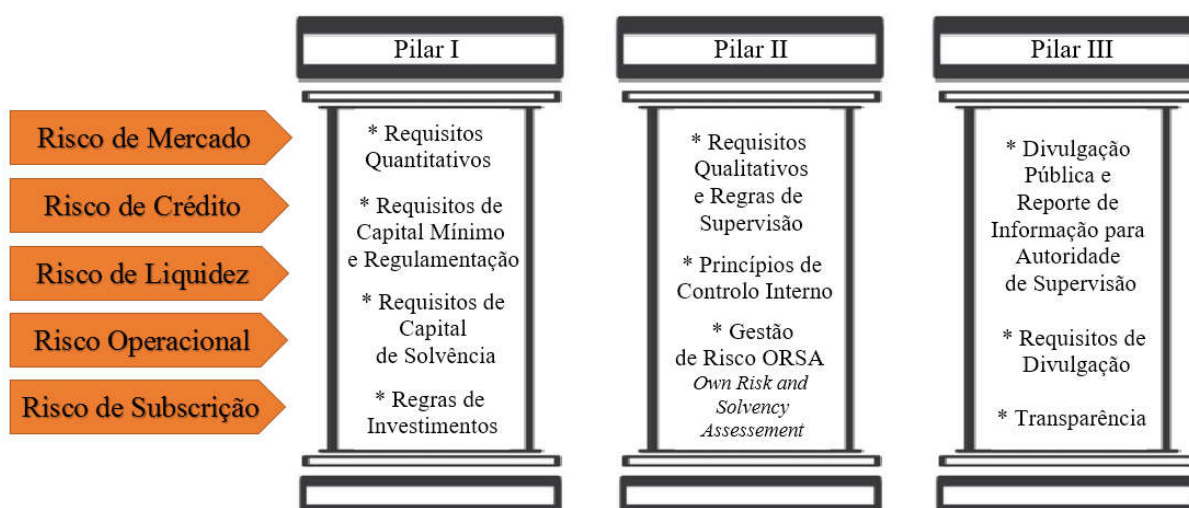 Pilar I
Pilar II
Pilar III
Risco de Mercado
Risco de Crédito
Risco de Liquidez
Risco Operacional
Risco de Subscrição
* Requisitos
Quantitativos
* Requisitos de
Capital Mínimo
e Regulamentação
* Requisitos de
Capital
de Solvência
* Regras de
Investimentos
* Requisitos
Qualitativos
e Regras de
Supervisão
* Princípios de
Controlo Interno
* Gestão
de Risco ORSA
Own Risk and
Solvency
Assessement
* Divulgação
Pública e
Reporte de
Informação para
Autoridade
de Supervisão
* Requisitos de
Divulgação
* Transparência